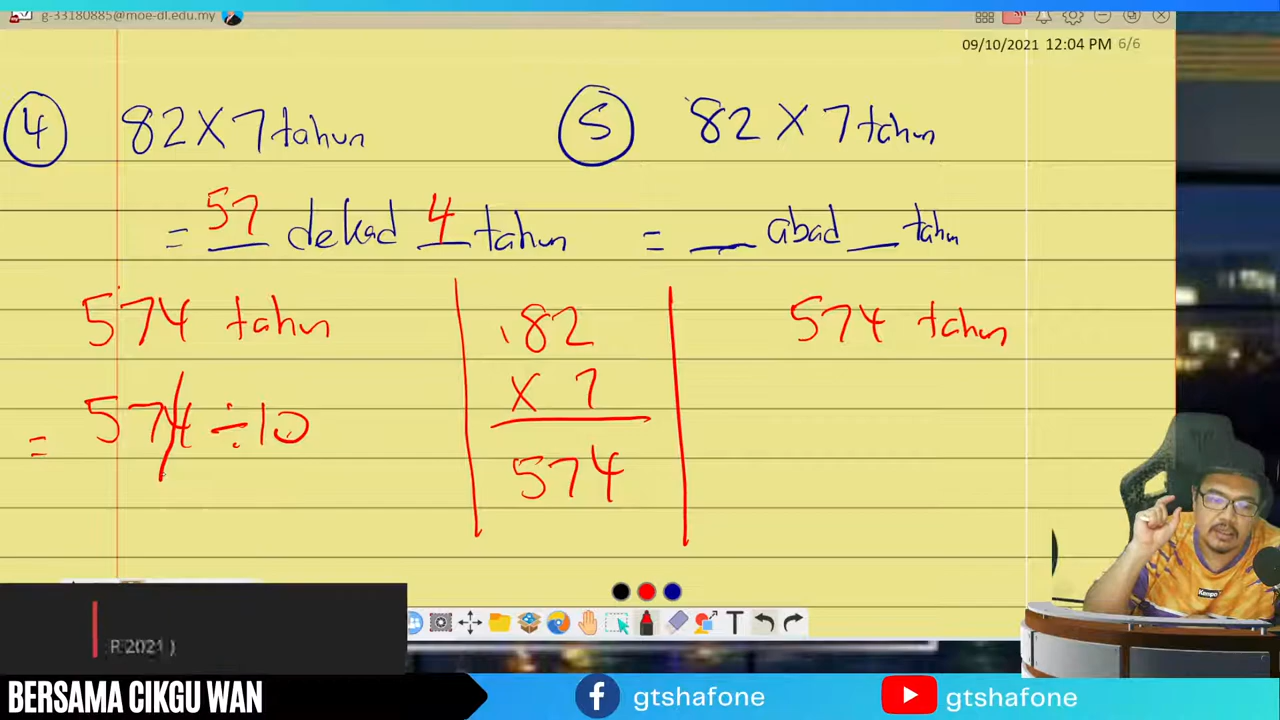 g-33180885@moe-dl.edu.my
09/10/2021 12:04 PM 6/6
4 82 X 7 tahun
= 57 dekad 4 tahun
574 tahun
= 574 ÷ 10
82
X 7
574
5 82 X 7 tahun
= __ abad __ tahun
574 tahun
T
P 2021 )
BERSAMA CIKGU WAN
gtshafone
gtshafone